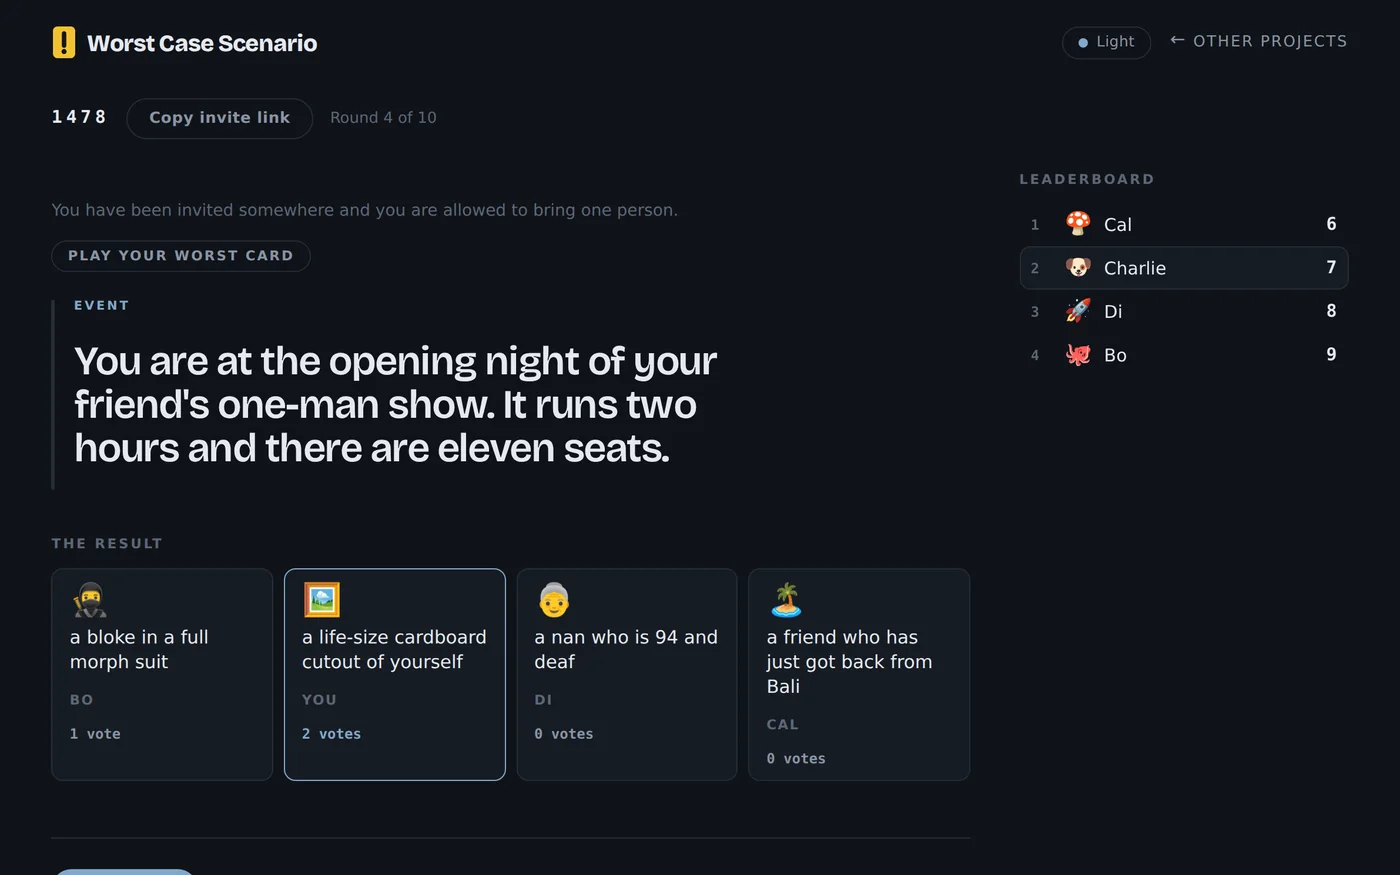 Worst Case Scenario
Light
← OTHER PROJECTS
1478
Copy invite link
Round 4 of 10
You have been invited somewhere and you are allowed to bring one person.
PLAY YOUR WORST CARD
EVENT
You are at the opening night of your
friend's one-man show. It runs two
hours and there are eleven seats.
THE RESULT
a bloke in a full
morph suit
BO
1 vote
a life-size cardboard
cutout of yourself
YOU
2 votes
a nan who is 94 and
deaf
DI
0 votes
a friend who has
just got back from
Bali
CAL
0 votes
LEADERBOARD
1 Cal 6
2 Charlie 7
3 Di 8
4 Bo 9